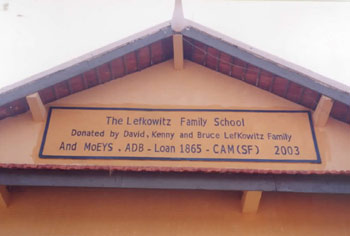 The Lefkowitz Family School
Donated by David, Kenny and Bruce Lefkowitz Family
And MoEYS . ADB - Loan 1865 - CAM(SF) 2003